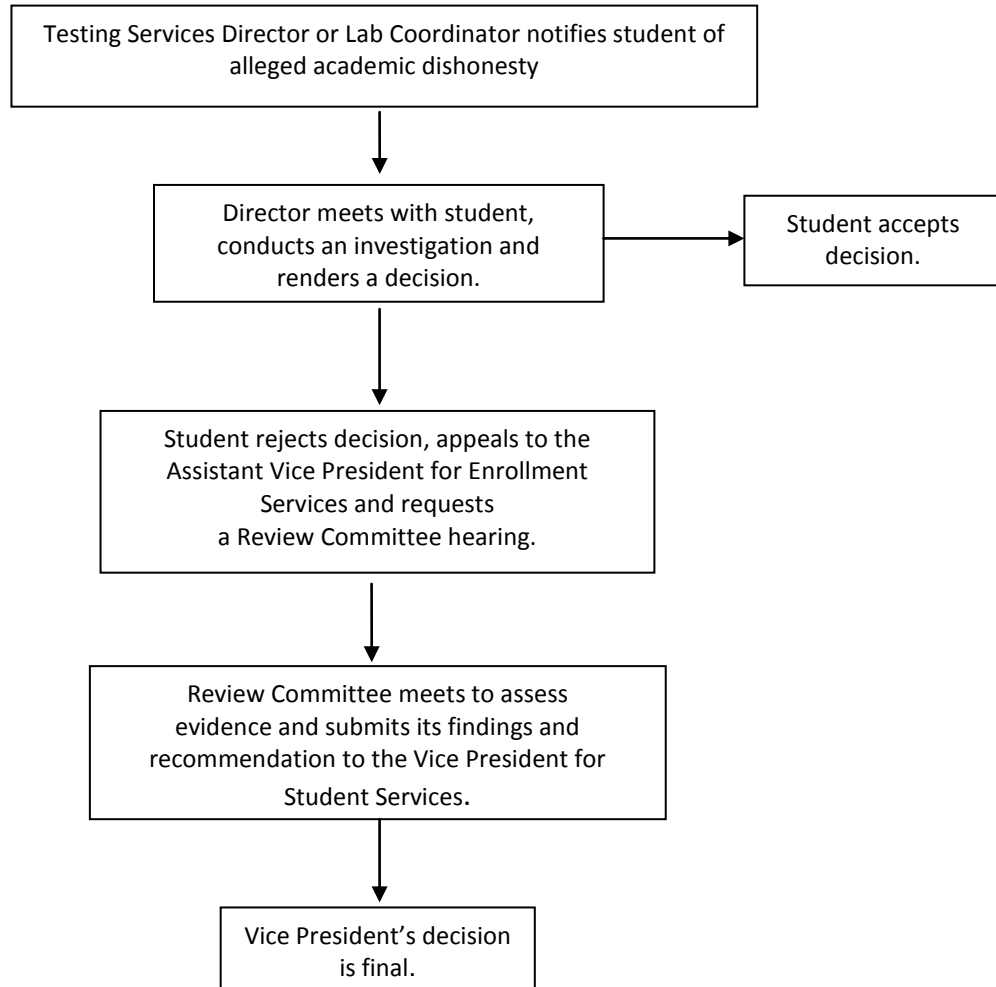 Testing Services Director or Lab Coordinator notifies student of
alleged academic dishonesty
Director meets with student,
conducts an investigation and
renders a decision.
Student accepts
decision.
Student rejects decision, appeals to the
Assistant Vice President for Enrollment
Services and requests
a Review Committee hearing.
Review Committee meets to assess
evidence and submits its findings and
recommendation to the Vice President for
Student Services.
Vice President’s decision
is final.